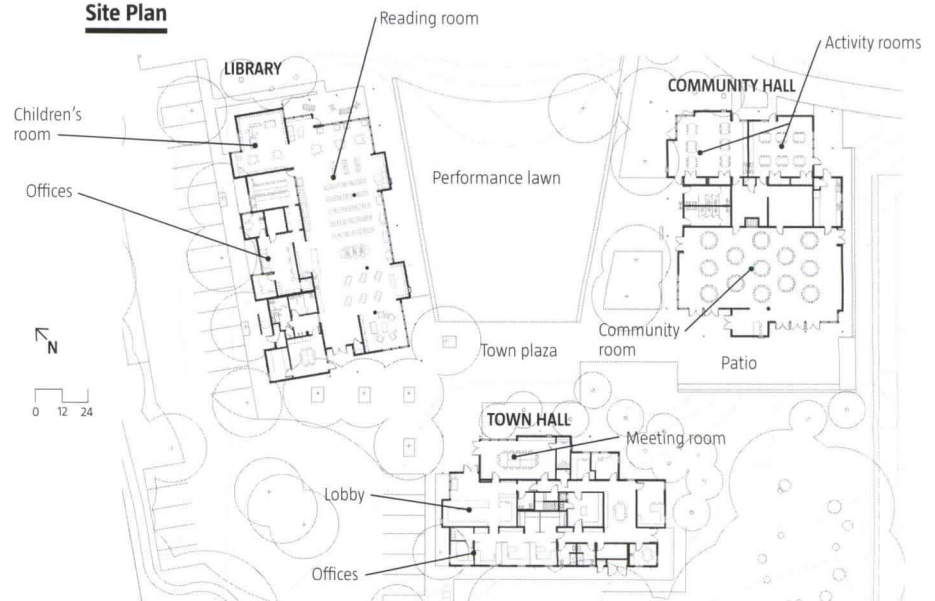 Site Plan
Reading room
Activity rooms
LIBRARY
COMMUNITY HALL
Children's
room
Offices
Performance lawn
N
0 12 24
Town plaza
Community
room
Patio
TOWN HALL
Meeting room
Lobby
Offices